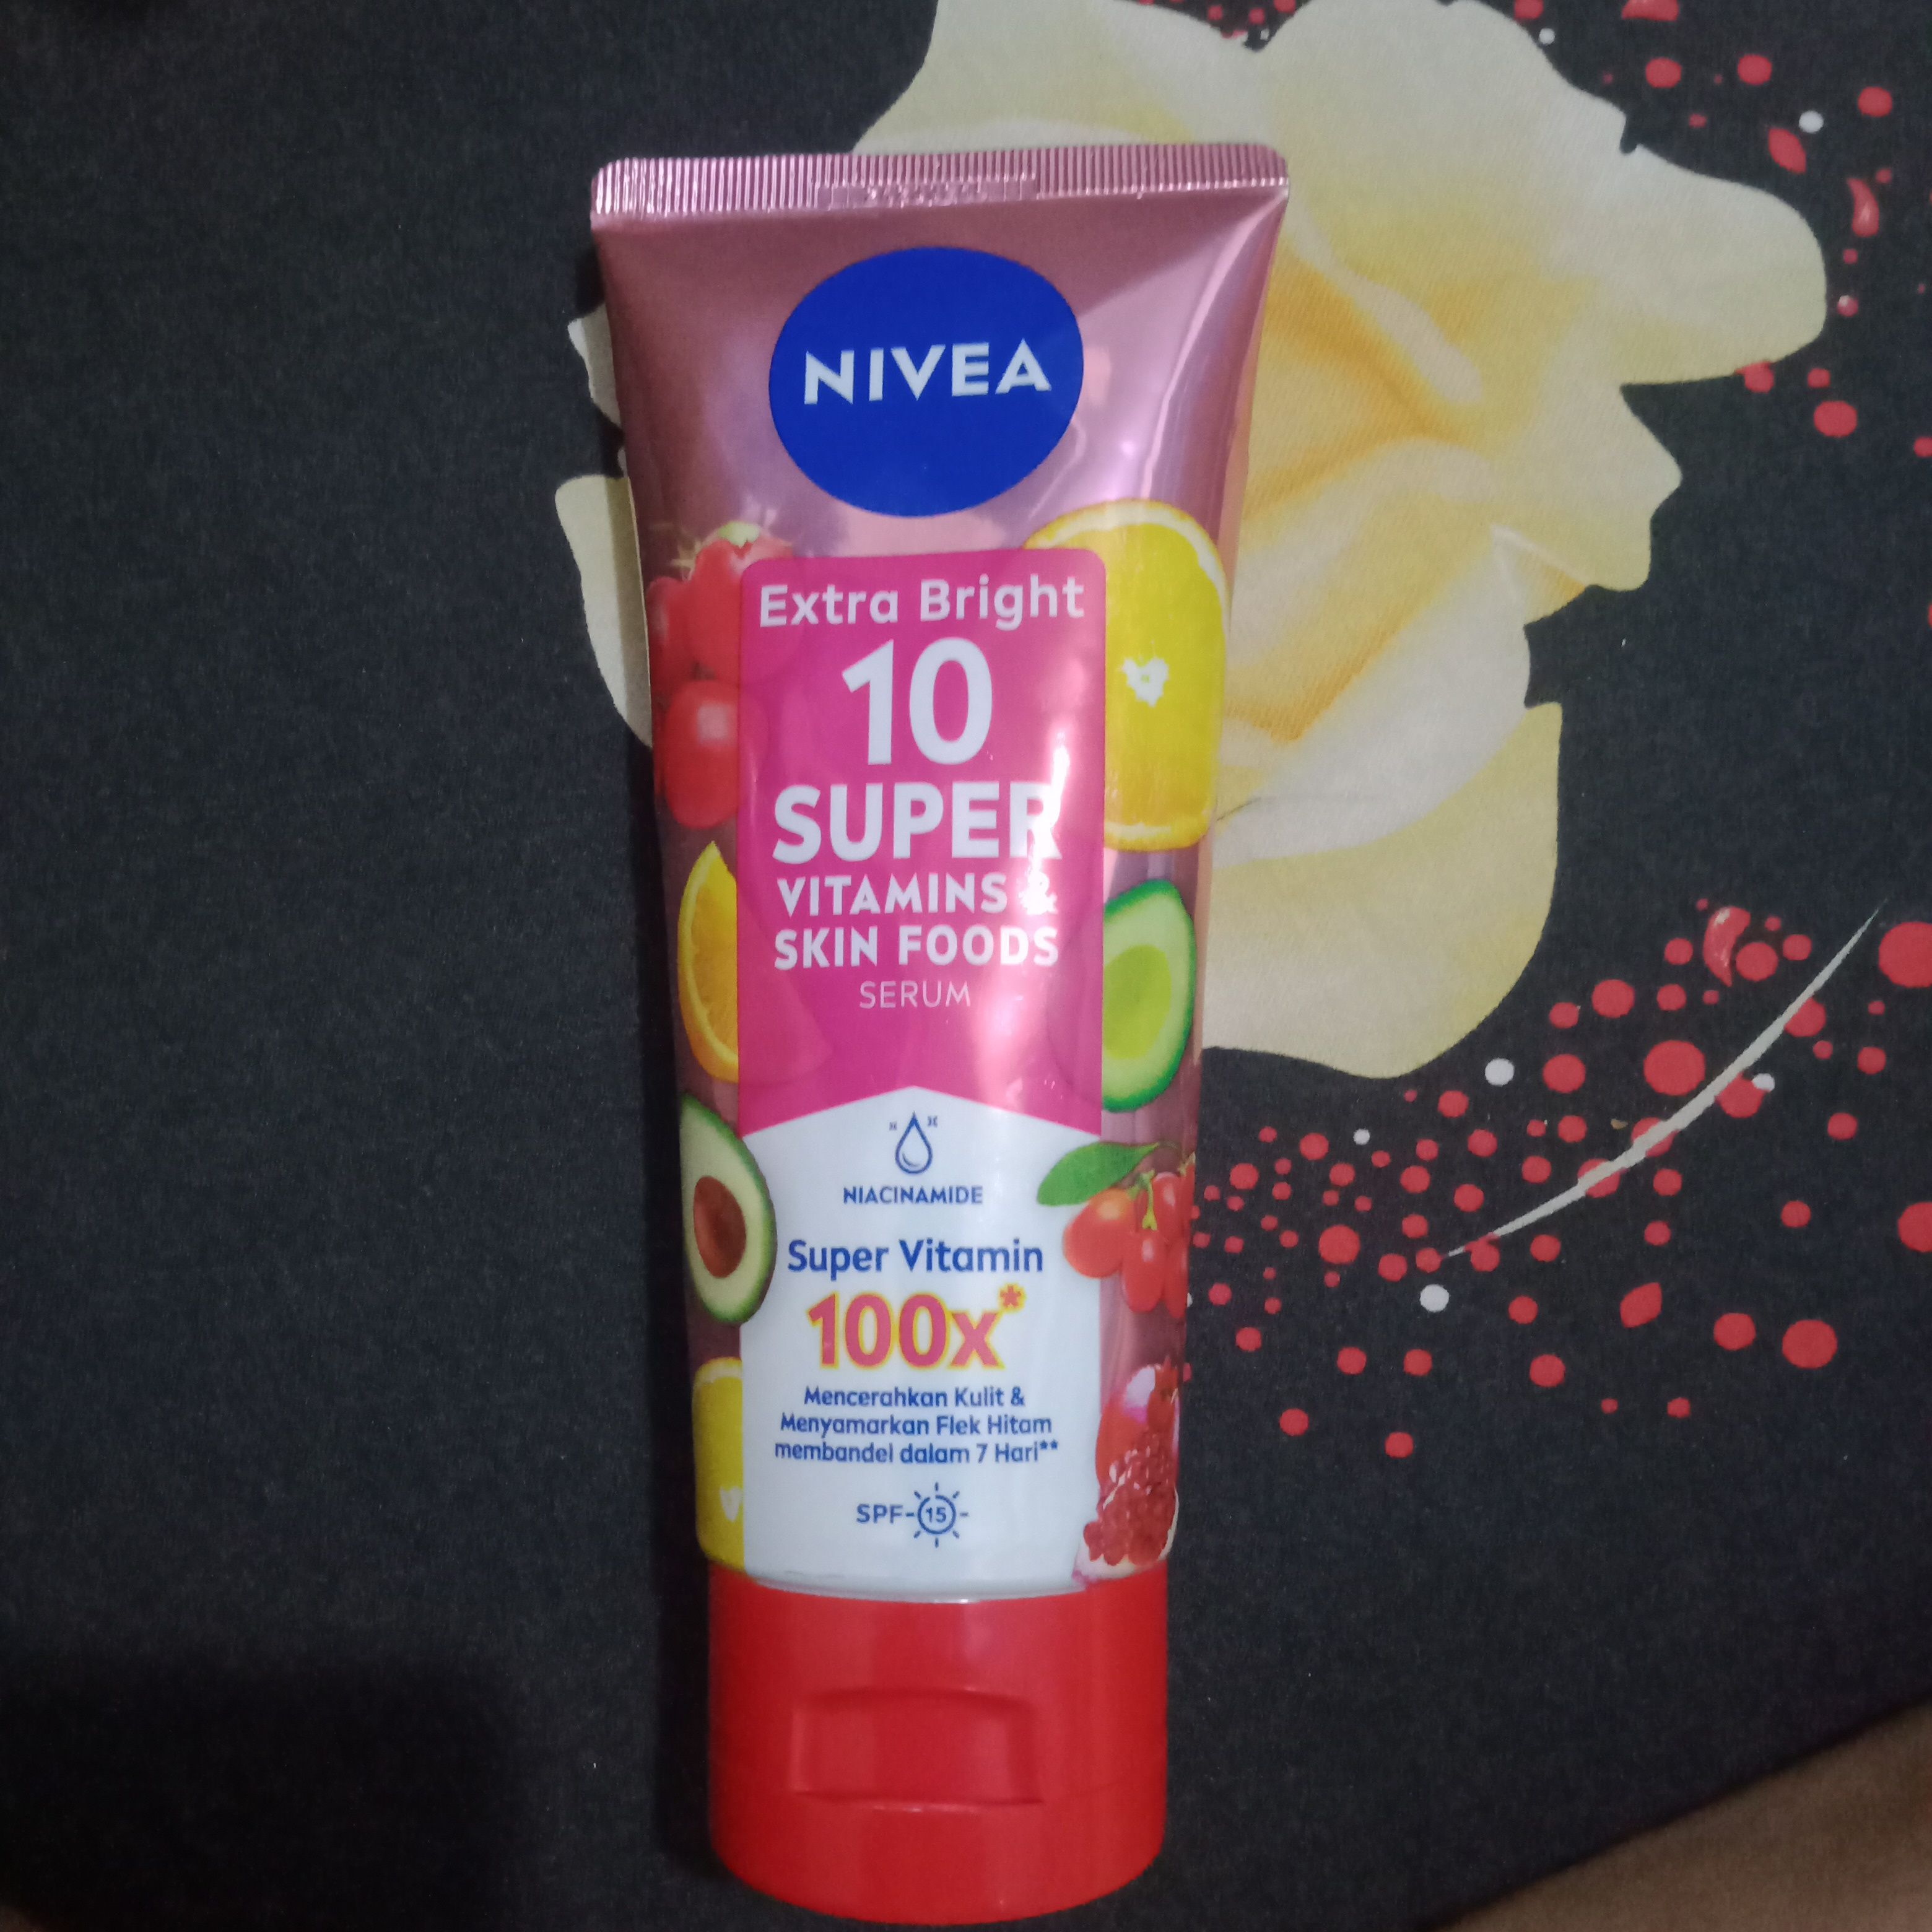 NIVEA
Extra Bright
10
SUPER
VITAMINS &
SKIN FOODS
SERUM
NIACINAMIDE
Super Vitamin
100x*
Mencerahkan Kulit &
Menyamarkan Flek Hitam
membandel dalam 7 Hari**
SPF-15